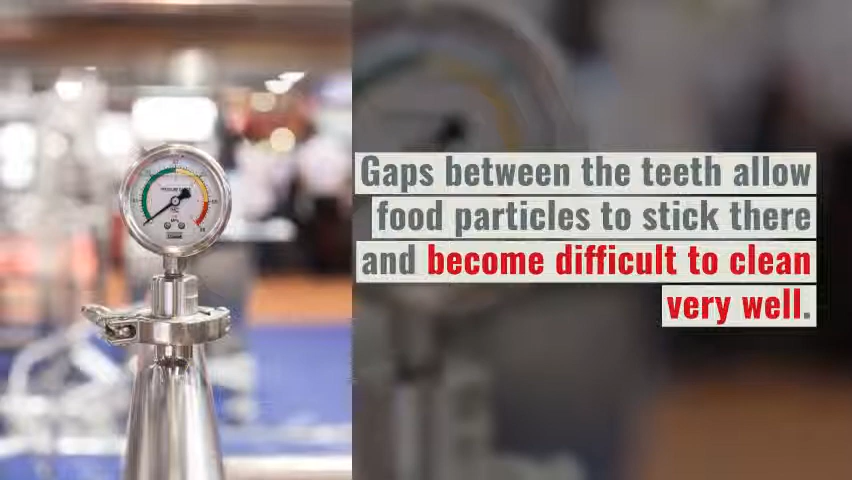 Gaps between the teeth allow
food particles to stick there
and become difficult to clean
very well.